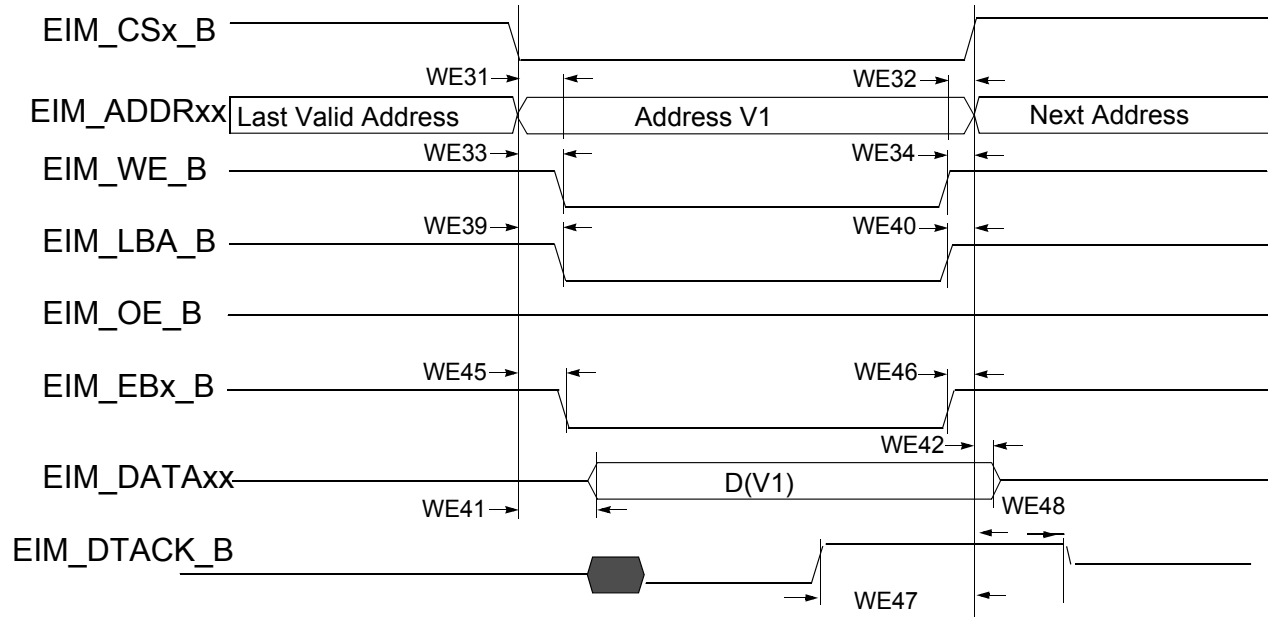 EIM_CSx_B
WE31
WE32
EIM_ADDRxx
Last Valid Address
Address V1
Next Address
WE33
WE34
EIM_WE_B
WE39
WE40
EIM_LBA_B
EIM_OE_B
WE45
WE46
EIM_EBx_B
WE42
EIM_DATAxx
D(V1)
WE41
WE48
EIM_DTACK_B
WE47